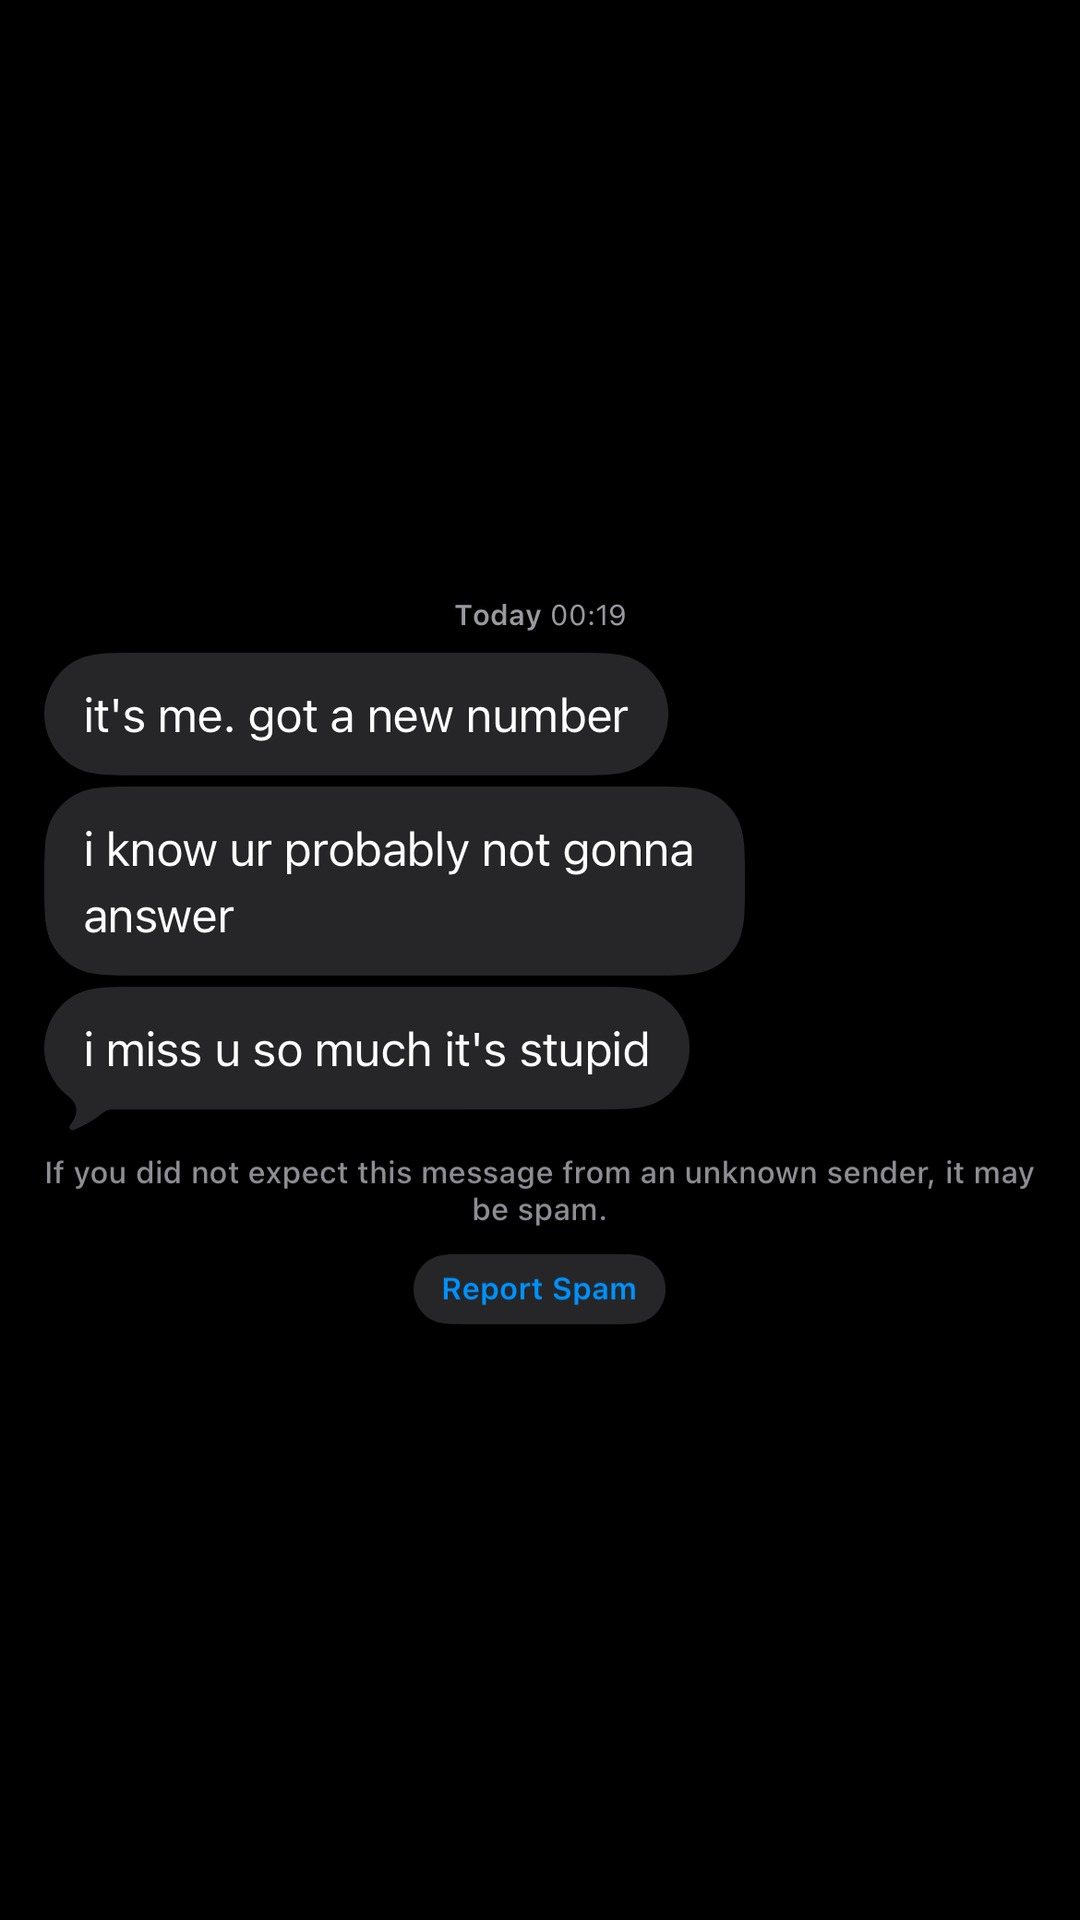 Today 00:19
it's me. got a new number
i know ur probably not gonna
answer
i miss u so much it's stupid
If you did not expect this message from an unknown sender, it may
be spam.
Report Spam